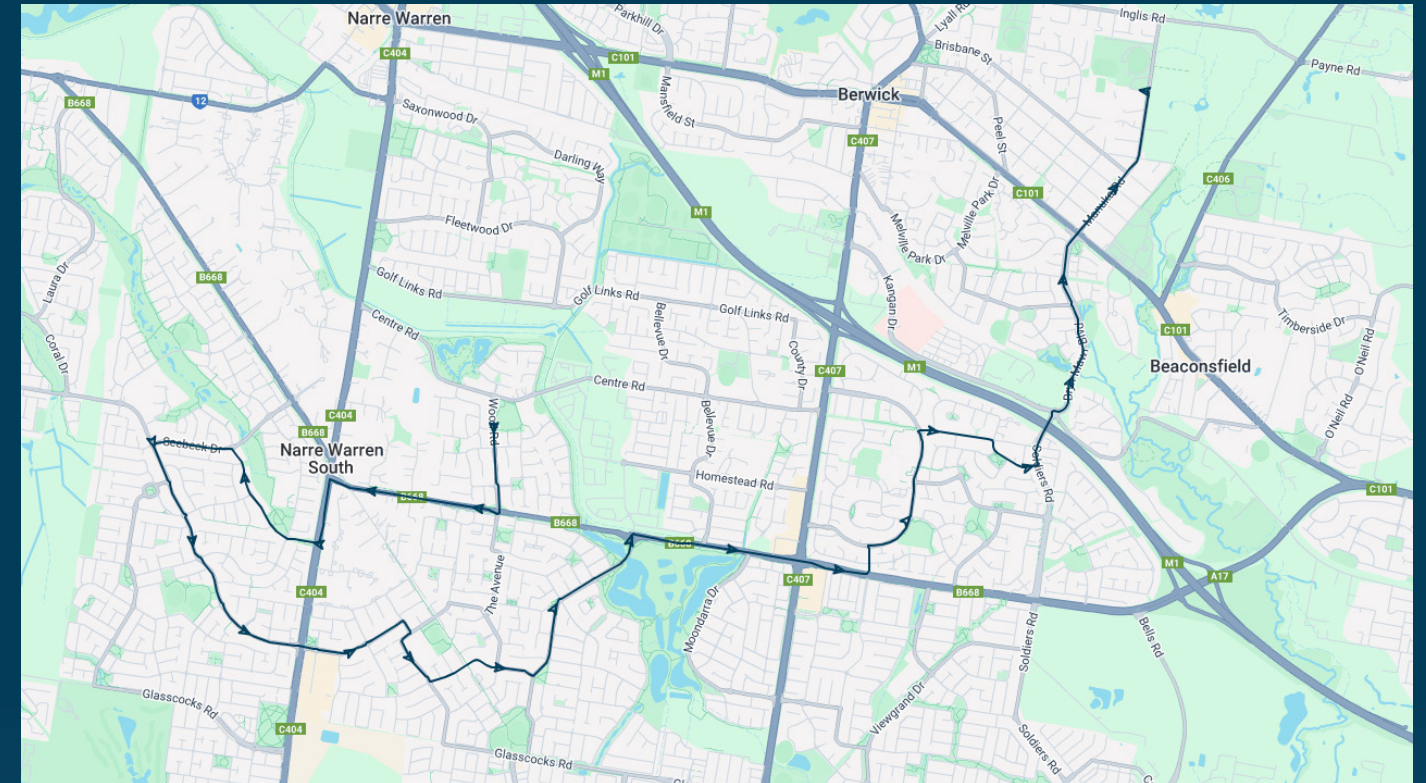 Narre Warren
Parkhill Dr
Lyall Rd
Inglis Rd
C404
C101
M1
Brisbane St
Payne Rd
B668
12
Saxonwood Dr
Mansfield St
Berwick
Peel St
C407
Darling Way
C406
C101
Manuka Rd
M1
Melville Park Dr
Melville Park Dr
Fleetwood Dr
Laura Dr
B668
Golf Links Rd
Golf Links Rd
Golf Links Rd
Kangan Dr
Centre Rd
Bellevue Dr
County Dr
C101
Timberside Dr
O'Neil Rd
Coral Dr
Beaconsfield
C407
M1
Centre Rd
C404
Bellevue Dr
O'Neil Rd
B668
Seebeck Dr
Narre Warren
South
Homestead Rd
Soldiers Rd
C101
B668
B668
B668
C407
M1
A17
The Avenue
C404
B668
Moondarra Dr
Soldiers Rd
Bells Rd
Glasscocks Rd
Viewgrand Dr
C404
Soldiers Rd
Glasscocks Rd